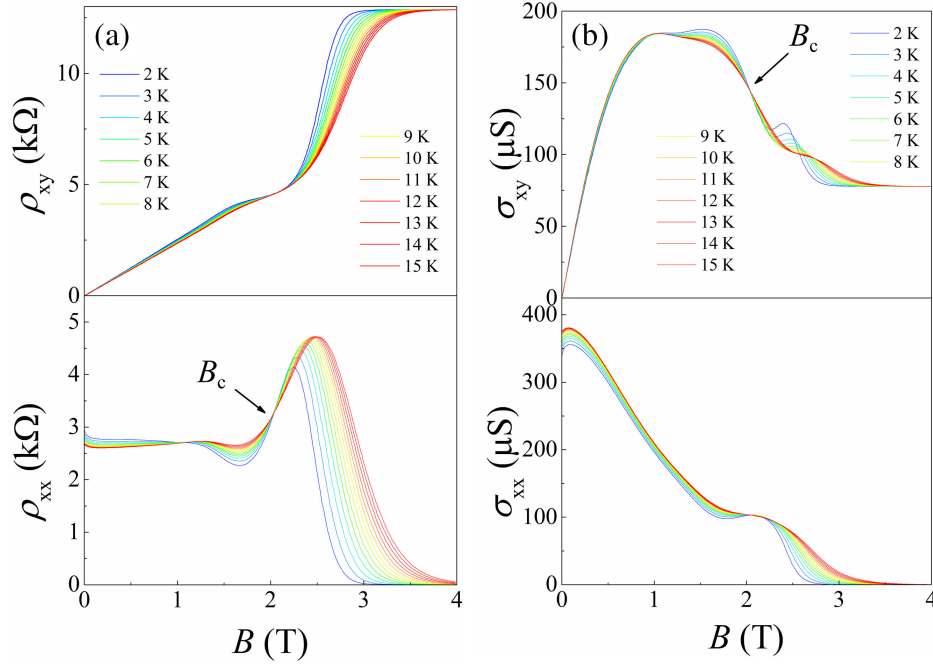 (a)
ρxy (kΩ)
10
5
0
2 K
3 K
4 K
5 K
6 K
7 K
8 K
9 K
10 K
11 K
12 K
13 K
14 K
15 K
ρxx (kΩ)
5
4
3
2
1
0
Bc
0 1 2 3 4
B (T)
(b)
σxy (μS)
200
150
100
50
0
Bc
2 K
3 K
4 K
5 K
6 K
7 K
8 K
9 K
10 K
11 K
12 K
13 K
14 K
15 K
σxx (μS)
400
300
200
100
0
0 1 2 3 4
B (T)